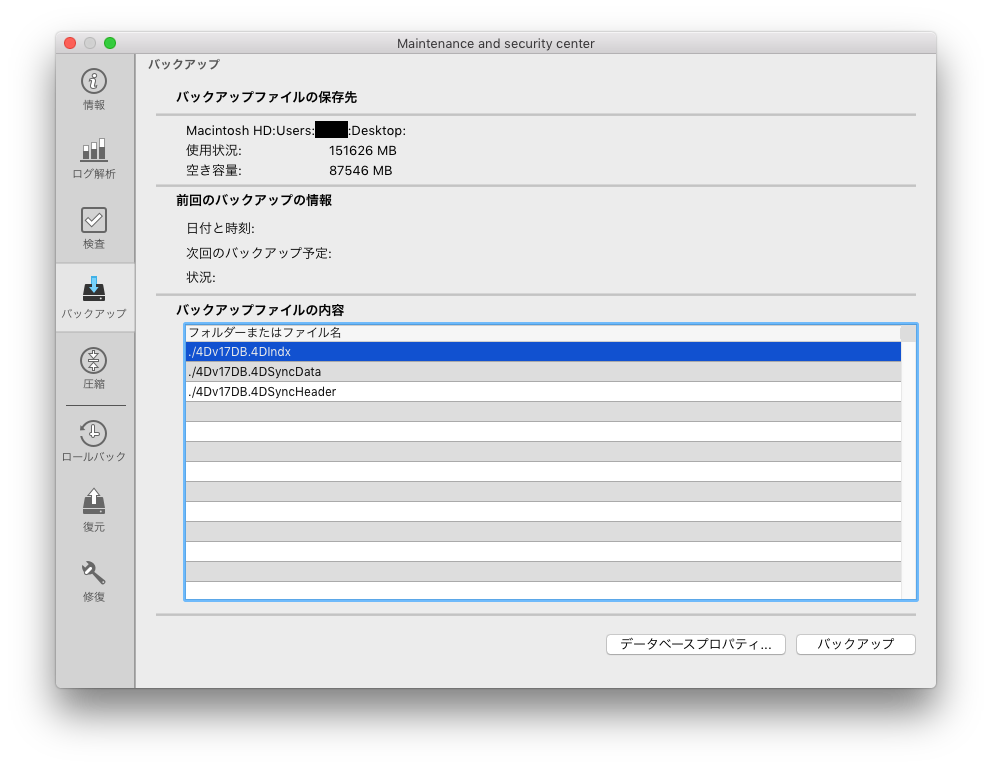 Maintenance and security center
情報
ログ解析
検査
バックアップ
圧縮
ロールバック
復元
修復
バックアップ
バックアップファイルの保存先
Macintosh HD:Users: :Desktop:
使用状況: 151626 MB
空き容量: 87546 MB
前回のバックアップの情報
日付と時刻:
次回のバックアップ予定:
状況:
バックアップファイルの内容
フォルダーまたはファイル名
./4Dv17DB.4DIndx
./4Dv17DB.4DSyncData
./4Dv17DB.4DSyncHeader
データベースプロパティ...
バックアップ